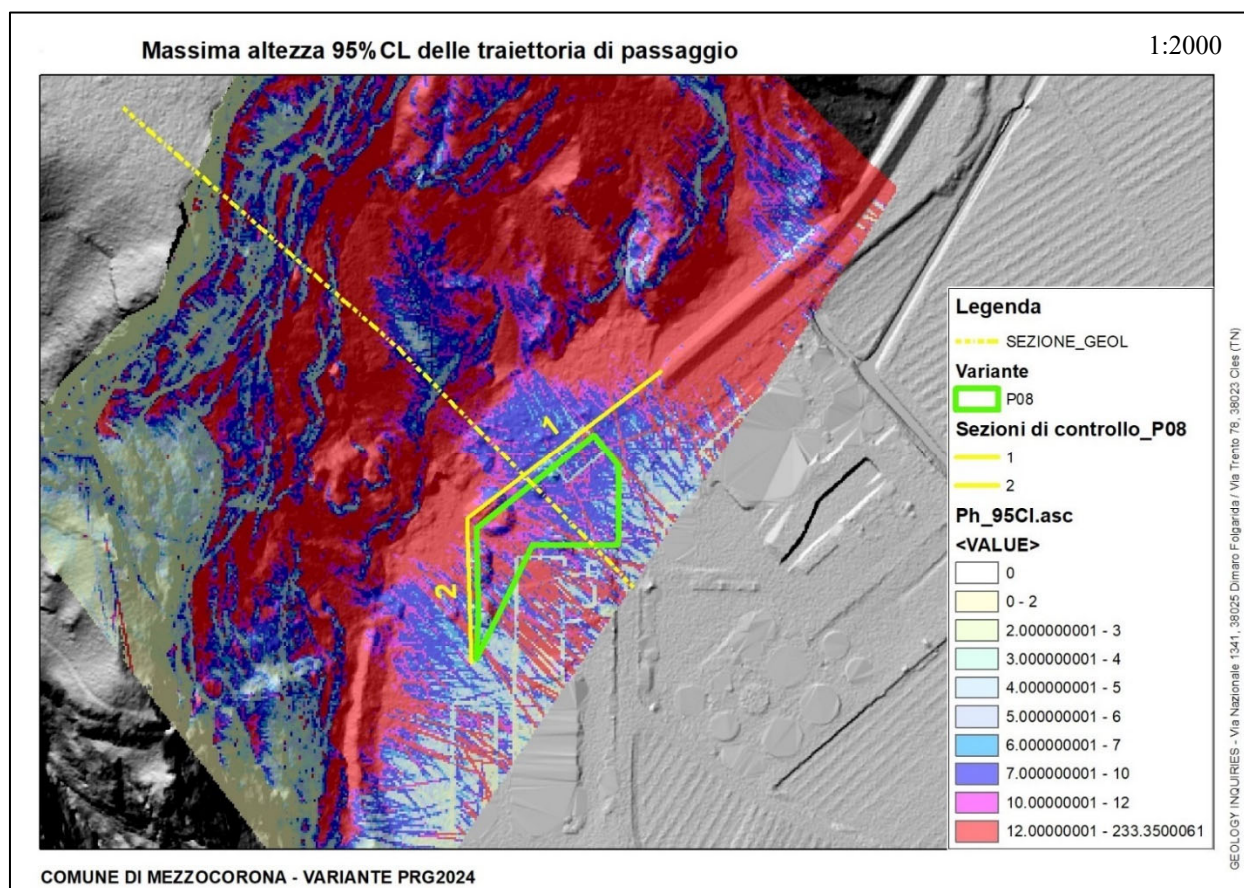 Massima altezza 95%CL delle traiettoria di passaggio
1:2000
1
2
Legenda
SEZIONE_GEOL
Variante
P08
Sezioni di controllo_P08
1
2
Ph_95Cl.asc
<VALUE>
0
0 - 2
2.000000001 - 3
3.000000001 - 4
4.000000001 - 5
5.000000001 - 6
6.000000001 - 7
7.000000001 - 10
10.00000001 - 12
12.00000001 - 233.3500061
GEOLOGY INQUIRIES - Via Nazionale 1341, 38025 Dimaro Folgarida / Via Trento 78, 38023 Cles (TN)
COMUNE DI MEZZOCORONA - VARIANTE PRG2024